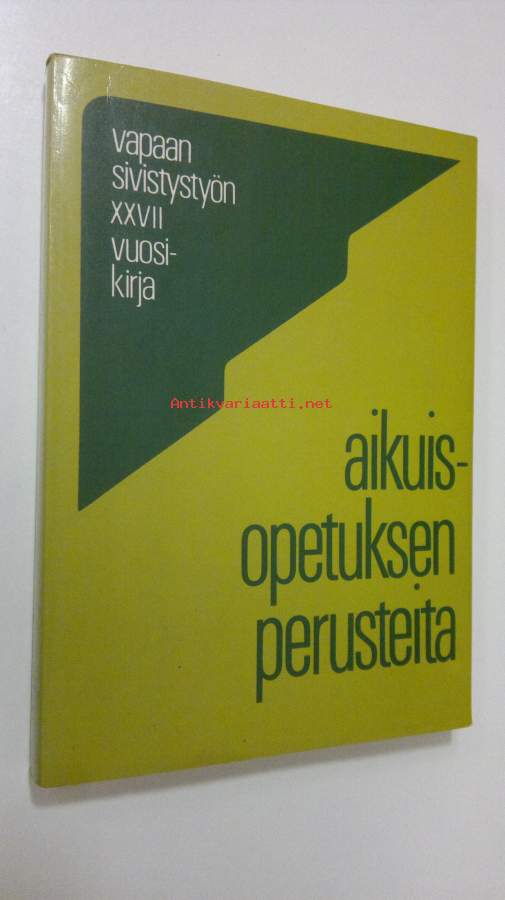 vapaan
sivistystyön
XXVII
vuosi-
kirja
Antikvariaatti.net
aikuis-
opetuksen
perusteita